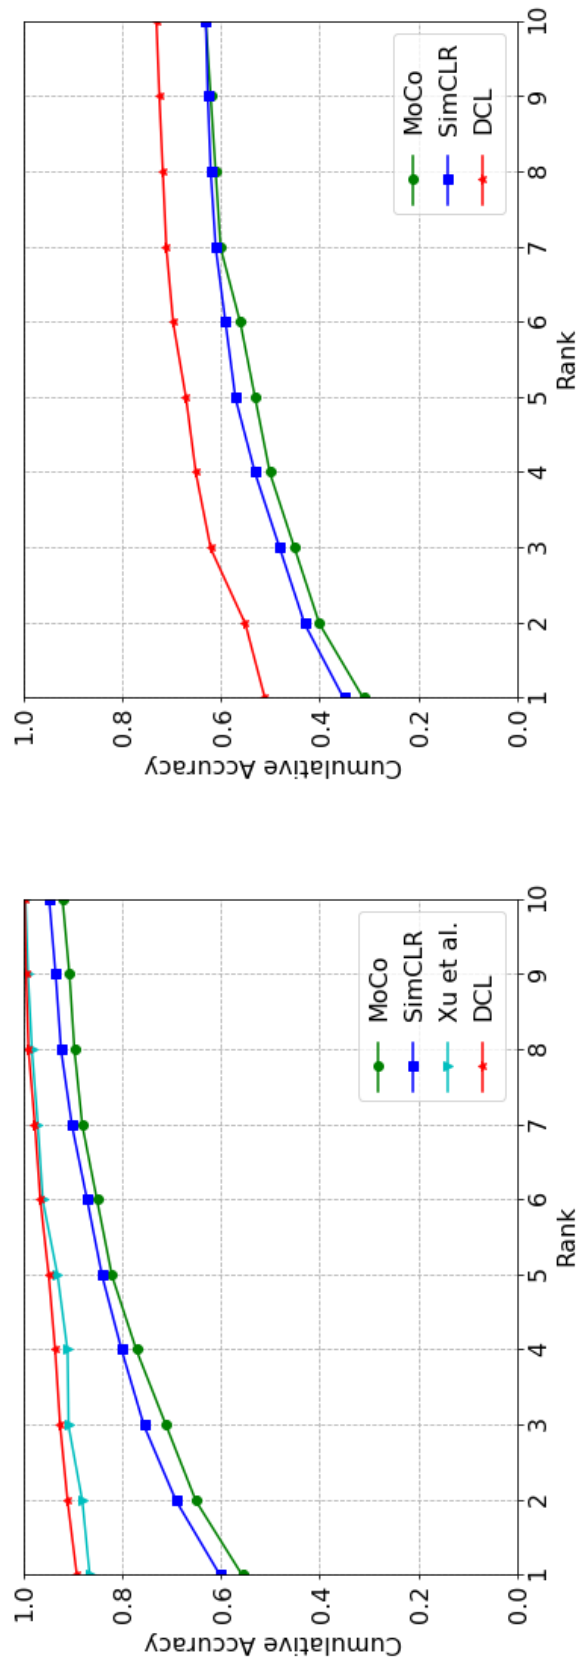 1.0
0.8
0.6
0.4
0.2
0.0
Cumulative Accuracy
1 2 3 4 5 6 7 8 9 10
Rank
MoCo
SimCLR
Xu et al.
DCL
1.0
0.8
0.6
0.4
0.2
0.0
Cumulative Accuracy
1 2 3 4 5 6 7 8 9 10
Rank
MoCo
SimCLR
DCL